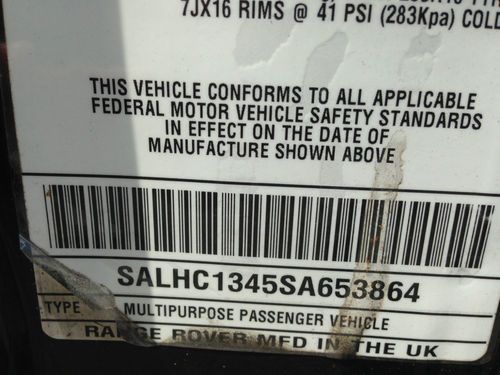 7JX16 RIMS @ 41 PSI (283Kpa) COLD
THIS VEHICLE CONFORMS TO ALL APPLICABLE
FEDERAL MOTOR VEHICLE SAFETY STANDARDS
IN EFFECT ON THE DATE OF
MANUFACTURE SHOWN ABOVE
SALHC1345SA653864
TYPE MULTIPURPOSE PASSENGER VEHICLE
RANGE ROVER MFD IN THE UK